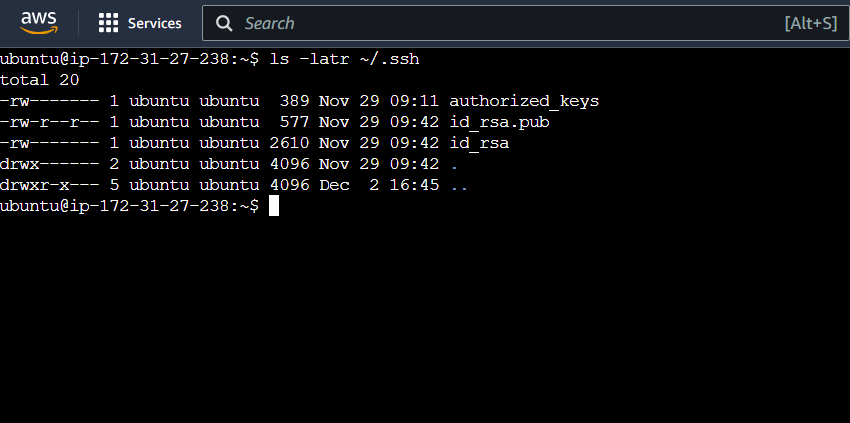 aws Services Search [Alt+S]
ubuntu@ip-172-31-27-238:~$ ls -latr ~/.ssh
total 20
-rw------- 1 ubuntu ubuntu  389 Nov 29 09:11 authorized_keys
-rw-r--r-- 1 ubuntu ubuntu  577 Nov 29 09:42 id_rsa.pub
-rw------- 1 ubuntu ubuntu 2610 Nov 29 09:42 id_rsa
drwx------ 2 ubuntu ubuntu 4096 Nov 29 09:42 .
drwxr-x--- 5 ubuntu ubuntu 4096 Dec  2 16:45 ..
ubuntu@ip-172-31-27-238:~$